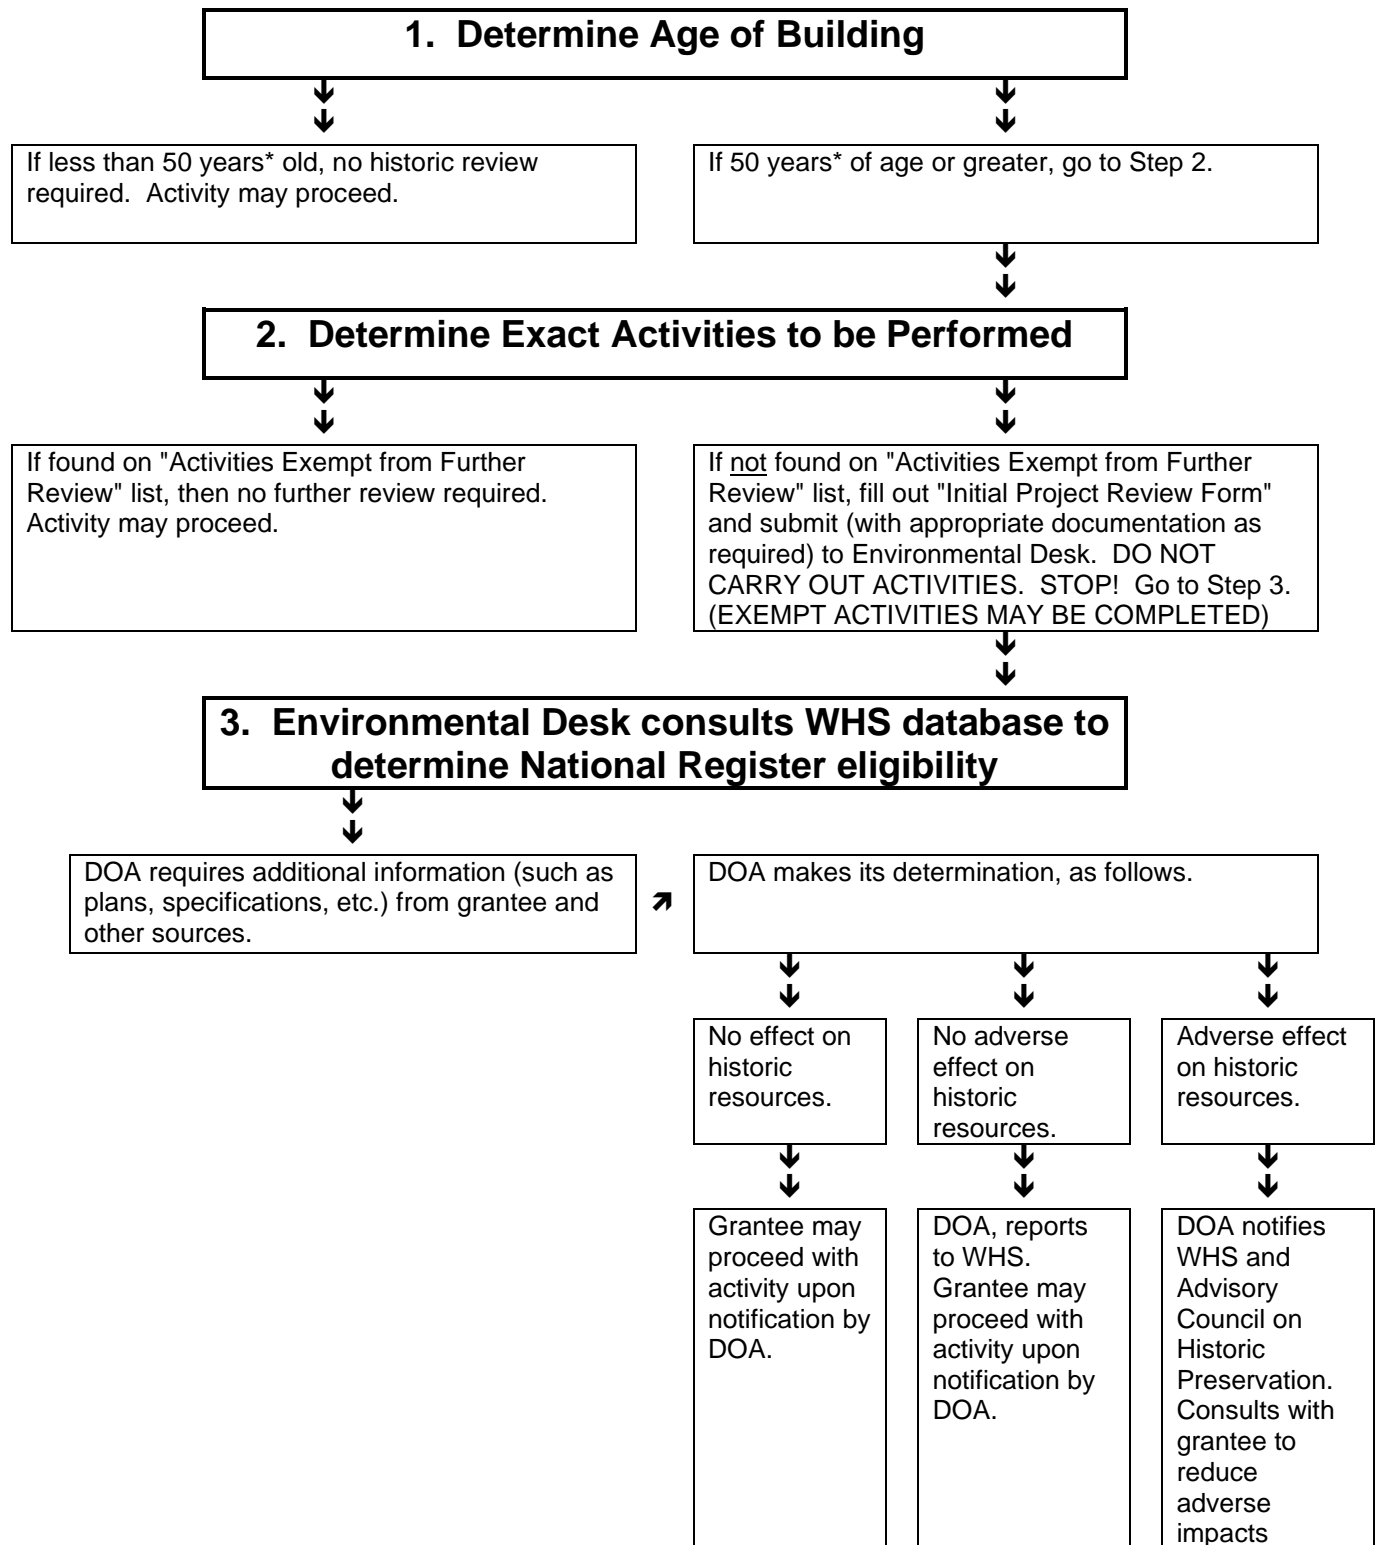 1. Determine Age of Building
If less than 50 years* old, no historic review
required. Activity may proceed.
If 50 years* of age or greater, go to Step 2.
2. Determine Exact Activities to be Performed
If found on "Activities Exempt from Further
Review" list, then no further review required.
Activity may proceed.
If not found on "Activities Exempt from Further
Review" list, fill out "Initial Project Review Form"
and submit (with appropriate documentation as
required) to Environmental Desk. DO NOT
CARRY OUT ACTIVITIES. STOP! Go to Step 3.
(EXEMPT ACTIVITIES MAY BE COMPLETED)
3. Environmental Desk consults WHS database to
determine National Register eligibility
DOA requires additional information (such as
plans, specifications, etc.) from grantee and
other sources.
DOA makes its determination, as follows.
No effect on
historic
resources.
No adverse
effect on
historic
resources.
Adverse effect
on historic
resources.
Grantee may
proceed with
activity upon
notification by
DOA.
DOA, reports
to WHS.
Grantee may
proceed with
activity upon
notification by
DOA.
DOA notifies
WHS and
Advisory
Council on
Historic
Preservation.
Consults with
grantee to
reduce
adverse
impacts